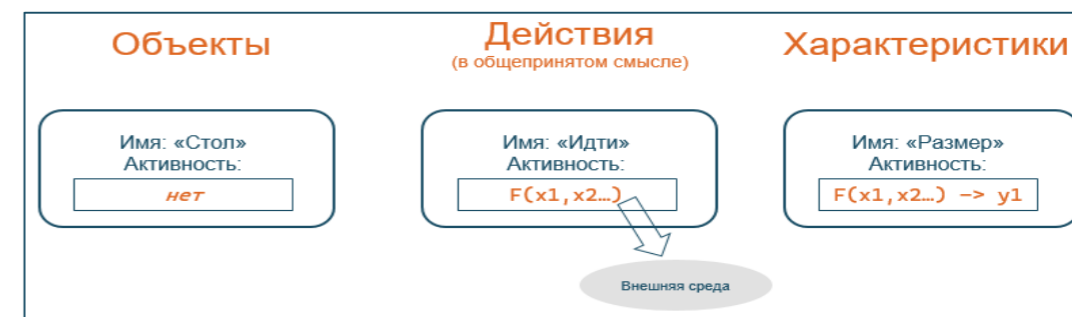 Объекты
Действия
(в общепринятом смысле)
Характеристики
Имя: «Стол»
Активность:
нет
Имя: «Идти»
Активность:
F(x1,x2…)
Имя: «Размер»
Активность:
F(x1,x2…) –> y1
Внешняя среда